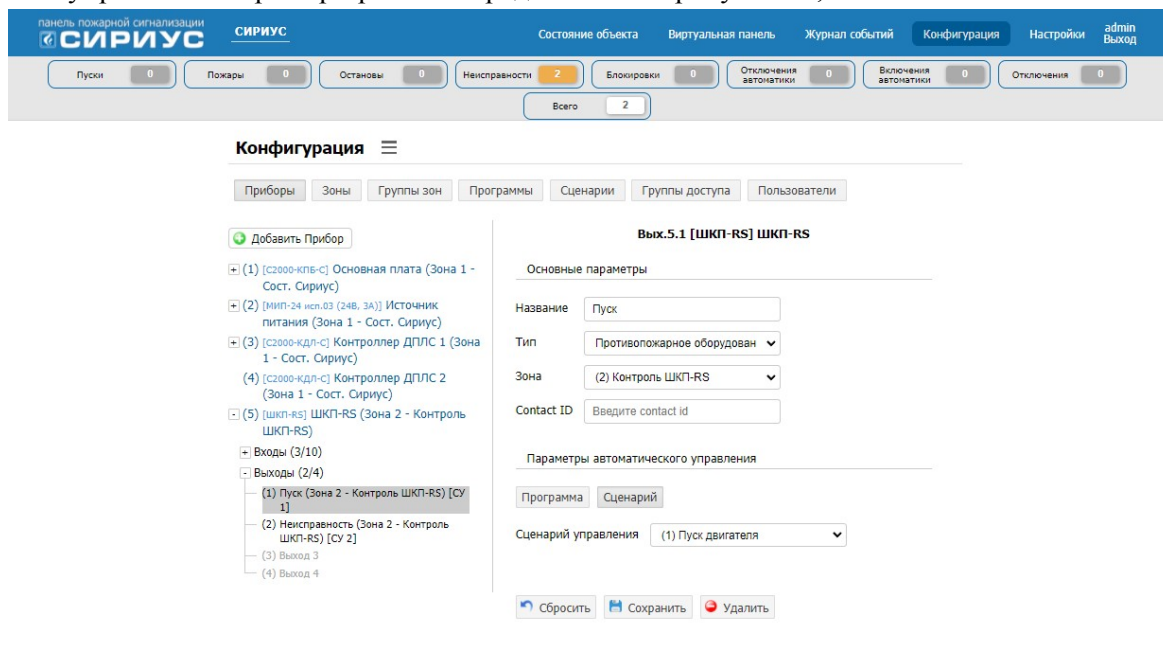 панель пожарной сигнализации
СИРИУС
СИРИУС
Состояние объекта
Виртуальная панель
Журнал событий
Конфигурация
Настройки
admin
Выход
Пуски 0
Пожары 0
Остановы 0
Неисправности 2
Блокировки 0
Отключения автоматики 0
Включения автоматики 0
Отключения 0
Всего 2
Конфигурация
Приборы
Зоны
Группы зон
Программы
Сценарии
Группы доступа
Пользователи
Добавить Прибор
(1) [С2000-КПБ-С] Основная плата (Зона 1 -
Сост. Сириус)
(2) [МИП-24 исп.03 (24В, 3А)] Источник
питания (Зона 1 - Сост. Сириус)
(3) [С2000-КДЛ-С] Контроллер ДПЛС 1 (Зона
1 - Сост. Сириус)
(4) [С2000-КДЛ-С] Контроллер ДПЛС 2
(Зона 1 - Сост. Сириус)
(5) [ШКП-RS] ШКП-RS (Зона 2 - Контроль
ШКП-RS)
Входы (3/10)
Выходы (2/4)
(1) Пуск (Зона 2 - Контроль ШКП-RS) [СУ
1]
(2) Неисправность (Зона 2 - Контроль
ШКП-RS) [СУ 2]
(3) Выход 3
(4) Выход 4
Вых.5.1 [ШКП-RS] ШКП-RS
Основные параметры
Название Пуск
Тип Противопожарное оборудован
Зона (2) Контроль ШКП-RS
Contact ID Введите contact id
Параметры автоматического управления
Программа
Сценарий
Сценарий управления (1) Пуск двигателя
Сбросить
Сохранить
Удалить